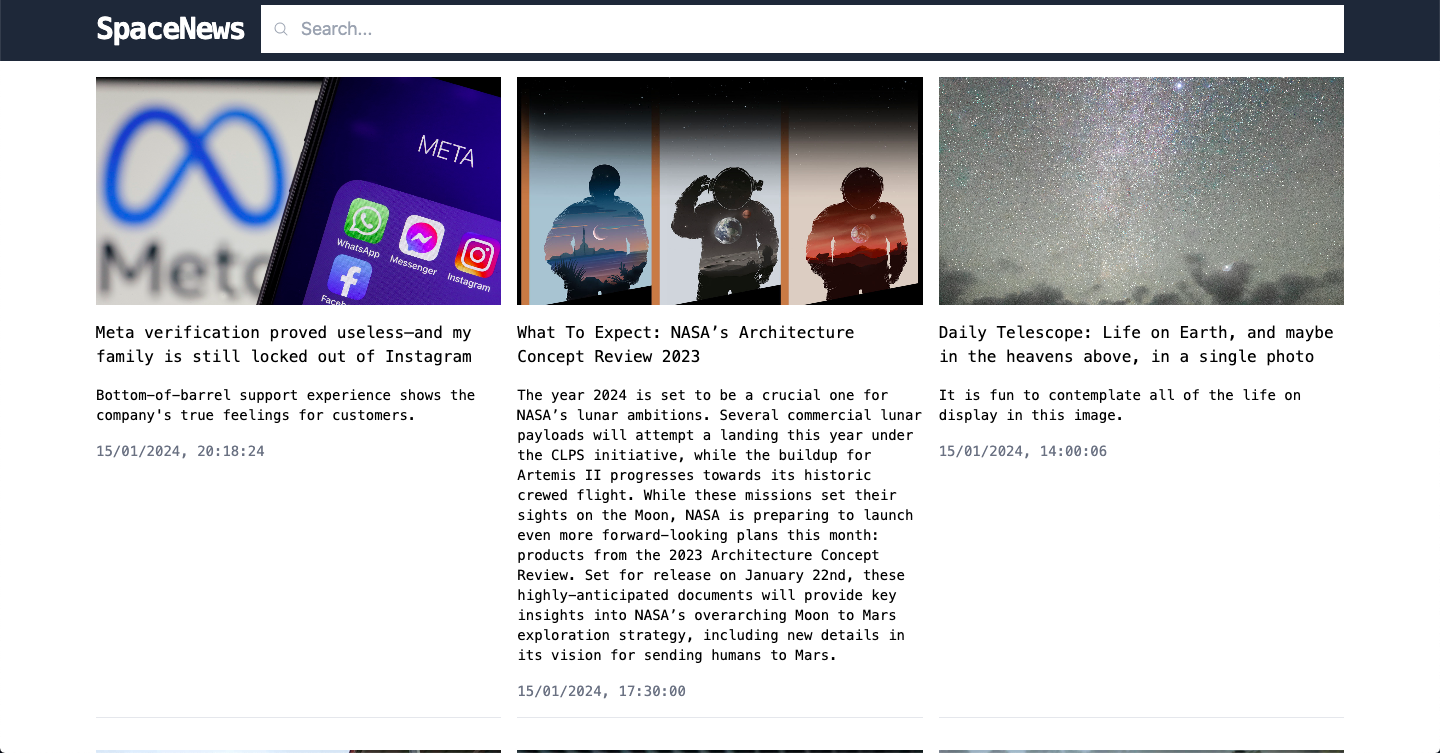 SpaceNews
Search...
META
WhatsApp
Messenger
Instagram
Meta verification proved useless—and my
family is still locked out of Instagram
Bottom-of-barrel support experience shows the
company's true feelings for customers.
15/01/2024, 20:18:24
What To Expect: NASA’s Architecture
Concept Review 2023
The year 2024 is set to be a crucial one for
NASA’s lunar ambitions. Several commercial lunar
payloads will attempt a landing this year under
the CLPS initiative, while the buildup for
Artemis II progresses towards its historic
crewed flight. While these missions set their
sights on the Moon, NASA is preparing to launch
even more forward-looking plans this month:
products from the 2023 Architecture Concept
Review. Set for release on January 22nd, these
highly-anticipated documents will provide key
insights into NASA’s overarching Moon to Mars
exploration strategy, including new details in
its vision for sending humans to Mars.
15/01/2024, 17:30:00
Daily Telescope: Life on Earth, and maybe
in the heavens above, in a single photo
It is fun to contemplate all of the life on
display in this image.
15/01/2024, 14:00:06